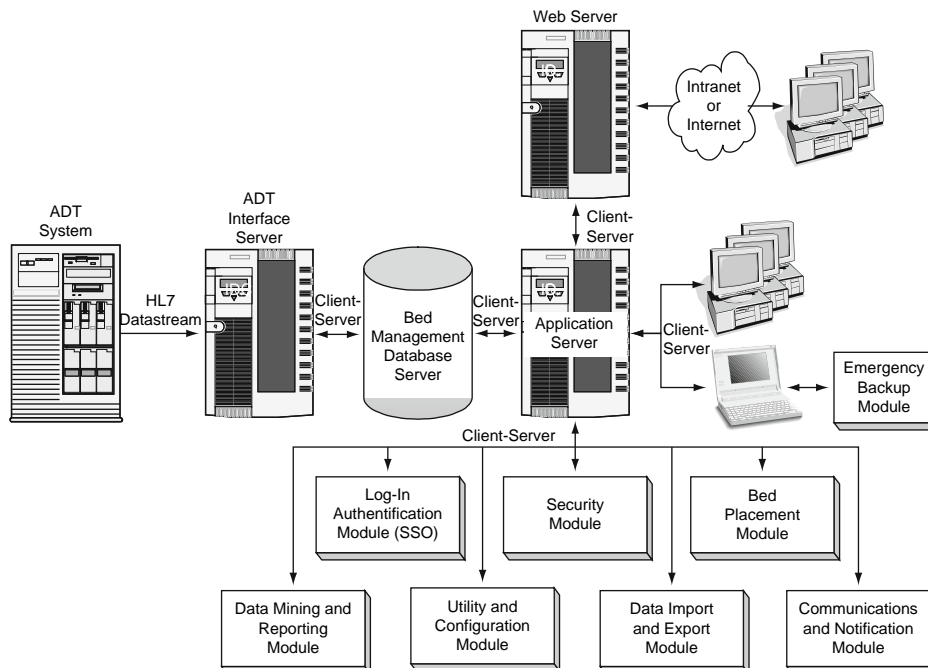 Web Server
Intranet
or
Internet
Client-
Server
ADT
System
ADT
Interface
Server
HL7
Datastream
Client-
Server
Bed
Management
Database
Server
Client-
Server
Application
Server
Client-
Server
Emergency
Backup
Module
Client-Server
Log-In
Authentification
Module (SSO)
Security
Module
Bed
Placement
Module
Data Mining and
Reporting
Module
Utility and
Configuration
Module
Data Import
and Export
Module
Communications
and Notification
Module